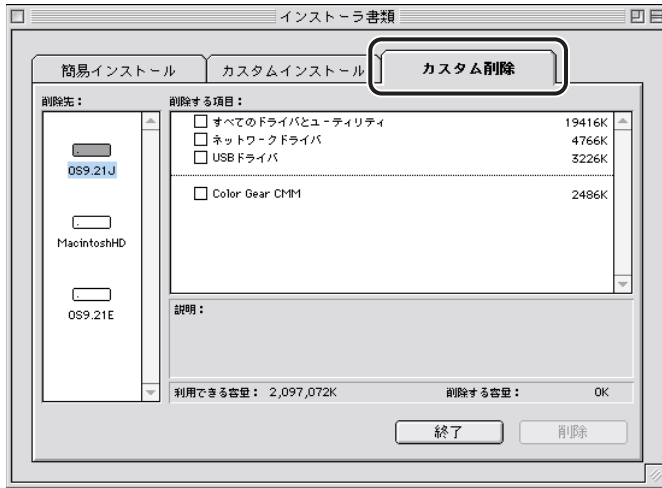 インストーラ書類
簡易インストール カスタムインストール カスタム削除
削除先： 削除する項目：
すべてのドライバとユーティリティ 19416K
ネットワークドライバ 4766K
USBドライバ 3226K
OS9.21J
Color Gear CMM 2486K
MacintoshHD
OS9.21E
説明：
利用できる容量： 2,097,072K 削除する容量： 0K
終了 削除